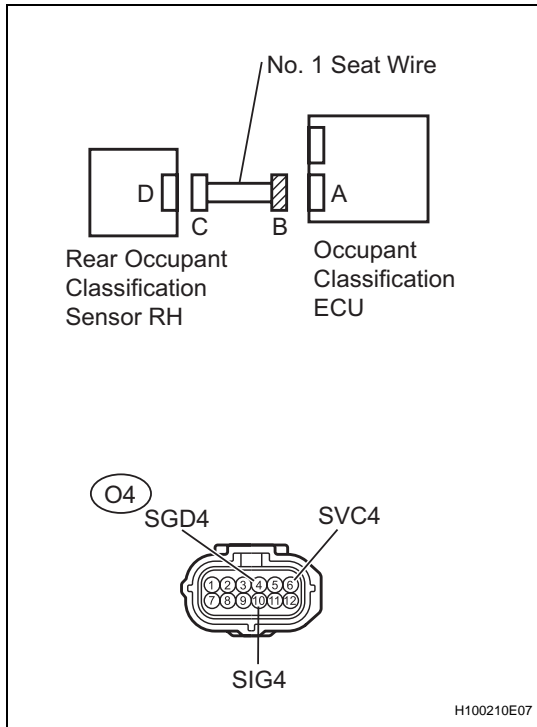 No. 1 Seat Wire
D
C
B
A
Rear Occupant
Classification
Sensor RH
Occupant
Classification
ECU
O4
SGD4
SVC4
1 2 3 4 5 6
7 8 9 10 11 12
SIG4
H100210E07